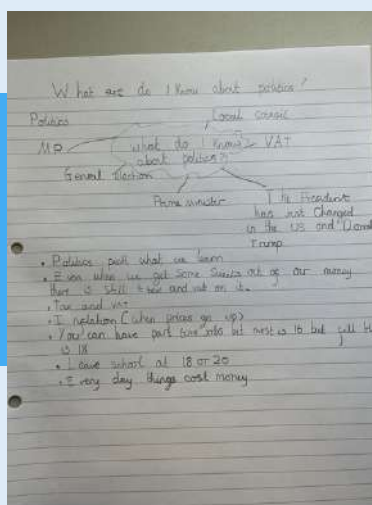 What are do I know about politics?
Politics
Local council
MP
what do I know
about politics?
VAT
General Election
Prime minister
The President
has just changed
in the US and Donal
Trump
• Politics
what we learn
• Even when we get some Sweets out of our money
there is still tax and vat on it.
• Tax and VAT
• Inflation (when prices go up)
• You can have part time jobs but most is 16 but full
is 18
• Leave school at 18 or 20
• Every day things cost money